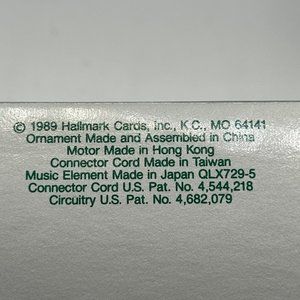 © 1989 Hallmark Cards, Inc., K.C., MO 64141
Ornament Made and Assembled in China
Motor Made in Hong Kong
Connector Cord Made in Taiwan
Music Element Made in Japan QLX729-5
Connector Cord U.S. Pat. No. 4,544,218
Circuitry U.S. Pat. No. 4,682,079